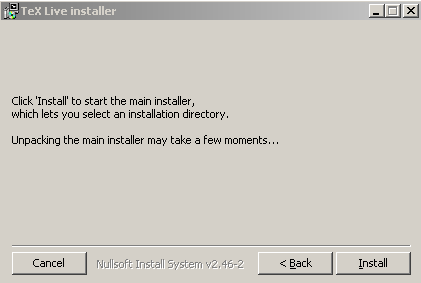 TeX Live installer
Click 'Install' to start the main installer,
which lets you select an installation directory.
Unpacking the main installer may take a few moments...
Cancel
Nullsoft Install System v2.46-2
< Back
Install